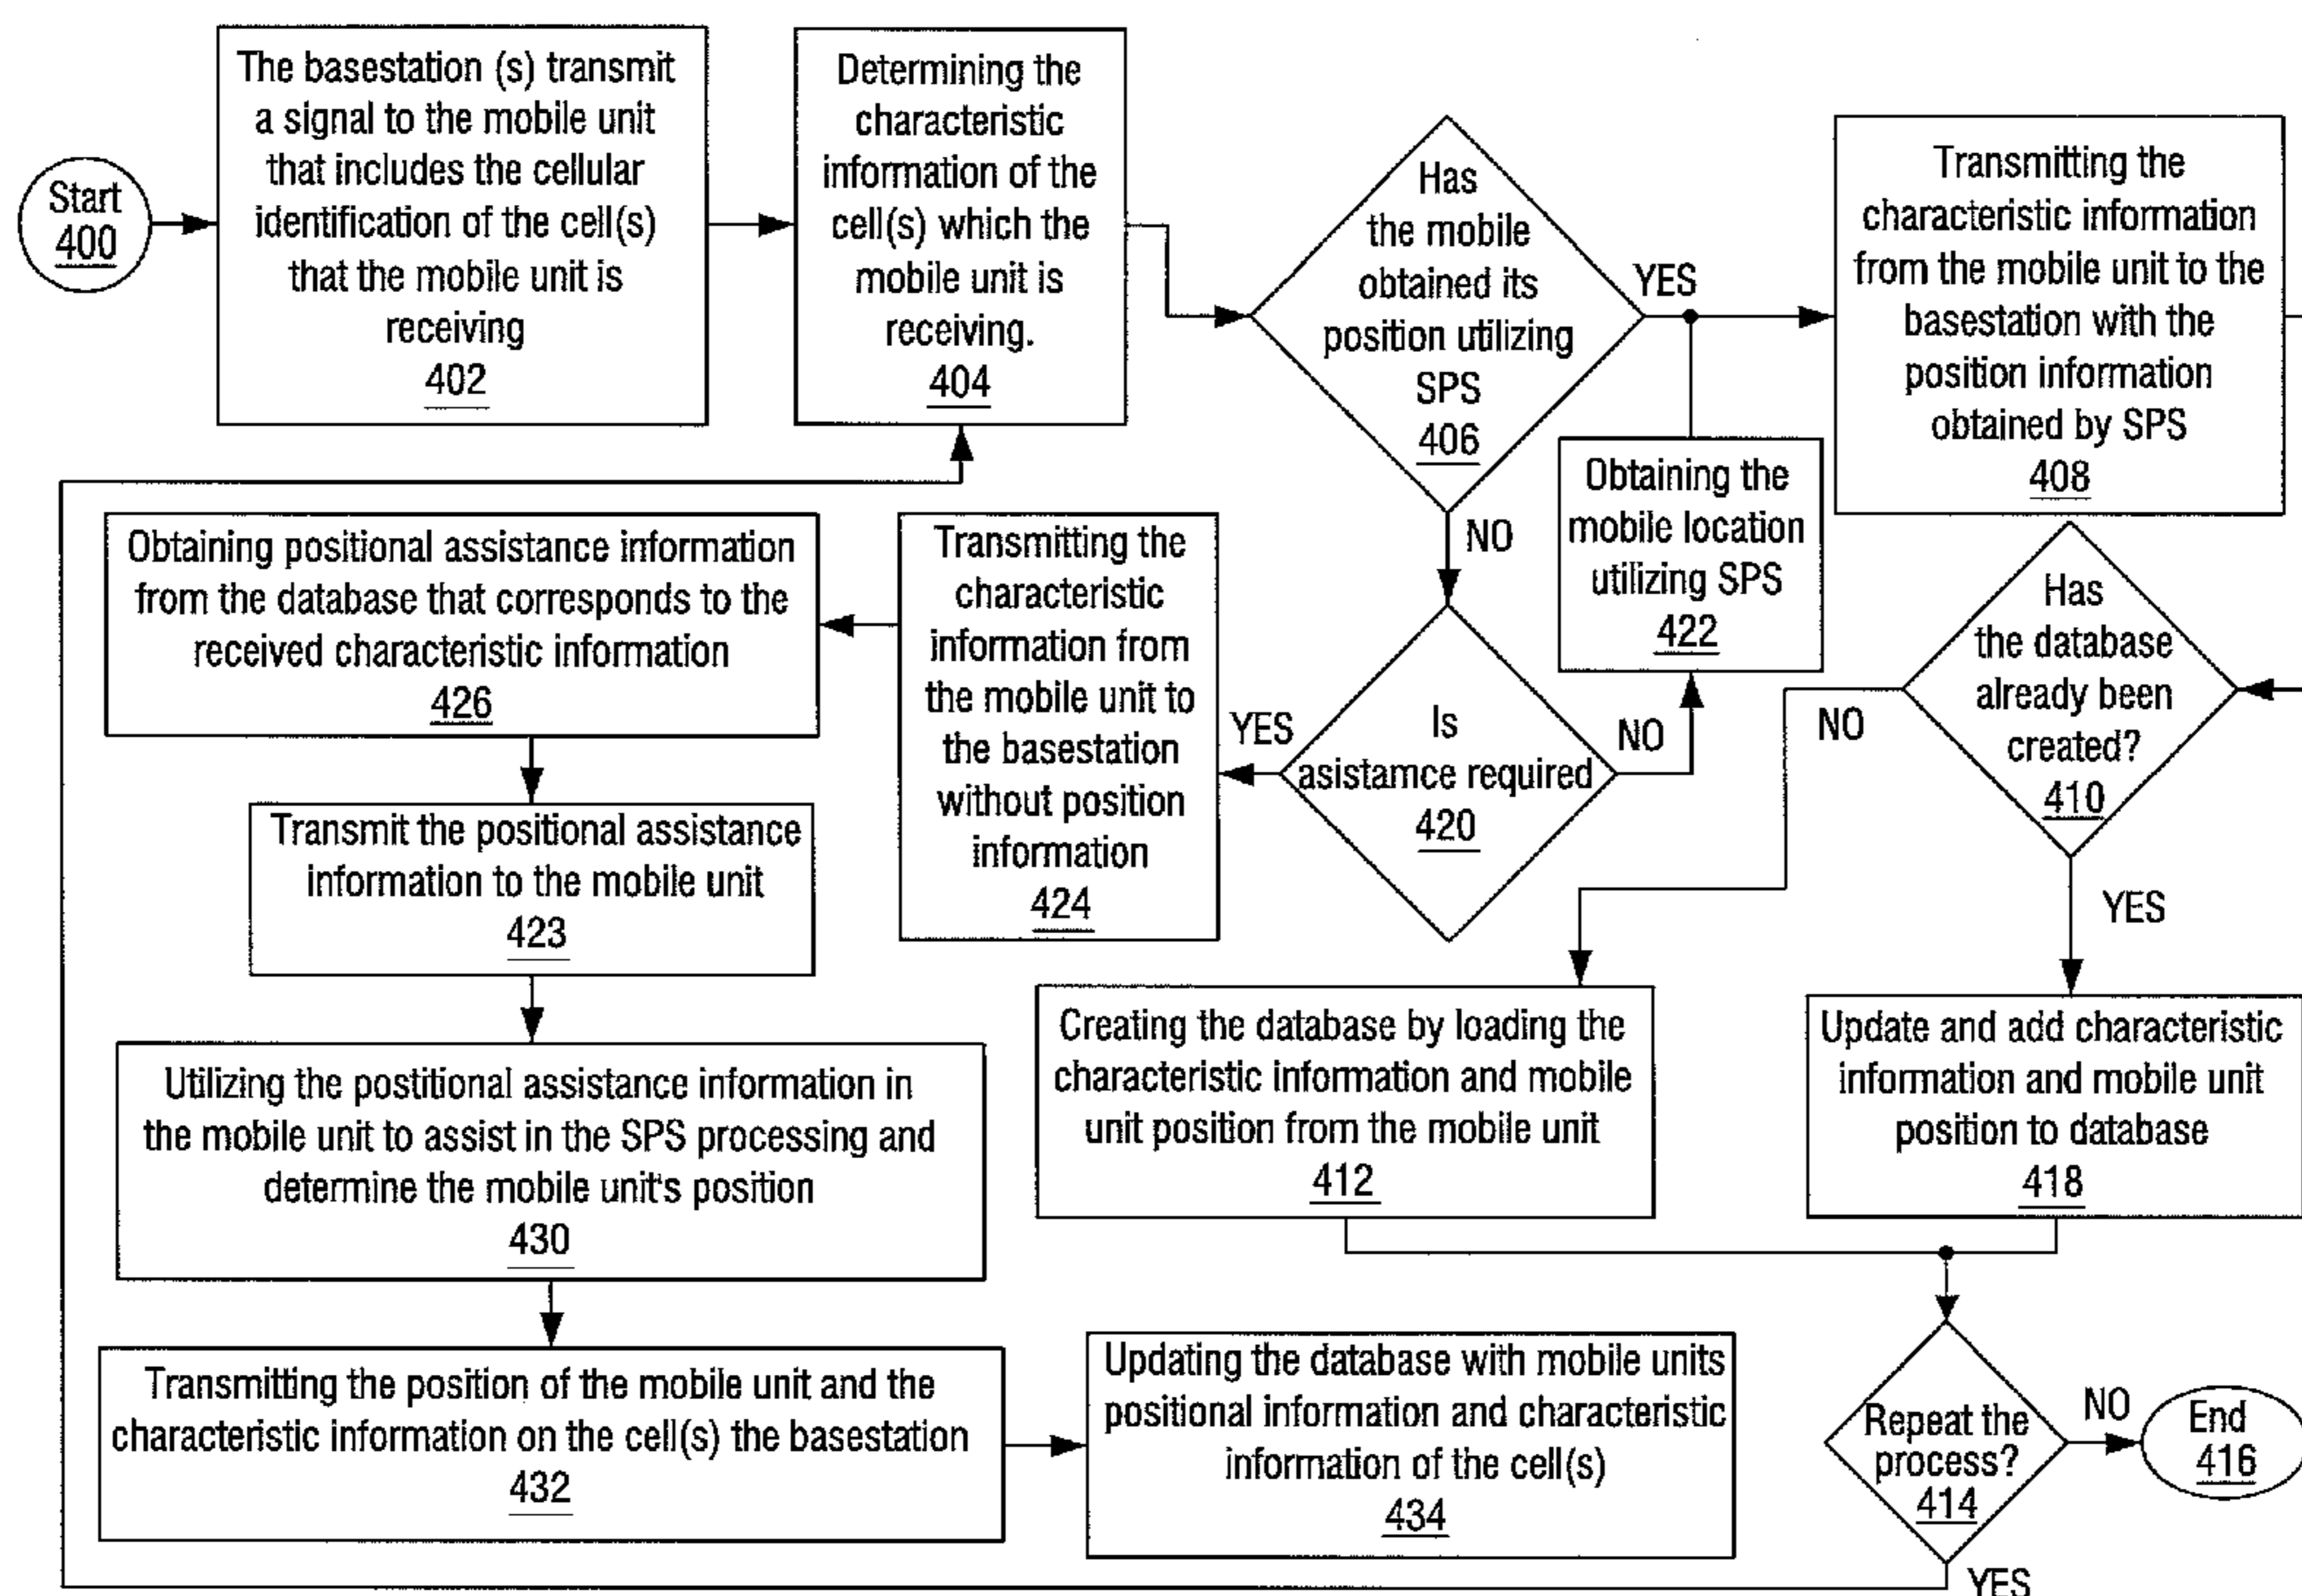 Start
400
The basestation (s) transmit
a signal to the mobile unit
that includes the cellular
identification of the cell(s)
that the mobile unit is
receiving
402
Determining the
characteristic
information of the
cell(s) which the
mobile unit is
receiving.
404
Has
the mobile
obtained its
position utilizing
SPS
406
YES
NO
Transmitting the
characteristic information
from the mobile unit to the
basestation with the
position information
obtained by SPS
408
Obtaining the
mobile location
utilizing SPS
422
Is
asistamce required
420
YES
NO
Transmitting the
characteristic
information from
the mobile unit to
the basestation
without position
information
424
Obtaining positional assistance information
from the database that corresponds to the
received characteristic information
426
Transmit the positional assistance
information to the mobile unit
423
Utilizing the postitional assistance information in
the mobile unit to assist in the SPS processing and
determine the mobile unit's position
430
Transmitting the position of the mobile unit and the
characteristic information on the cell(s) the basestation
432
Updating the database with mobile units
positional information and characteristic
information of the cell(s)
434
Has
the database
already been
created?
410
NO
YES
Creating the database by loading the
characteristic information and mobile
unit position from the mobile unit
412
Update and add characteristic
information and mobile unit
position to database
418
Repeat the
process?
414
NO
End
416
YES